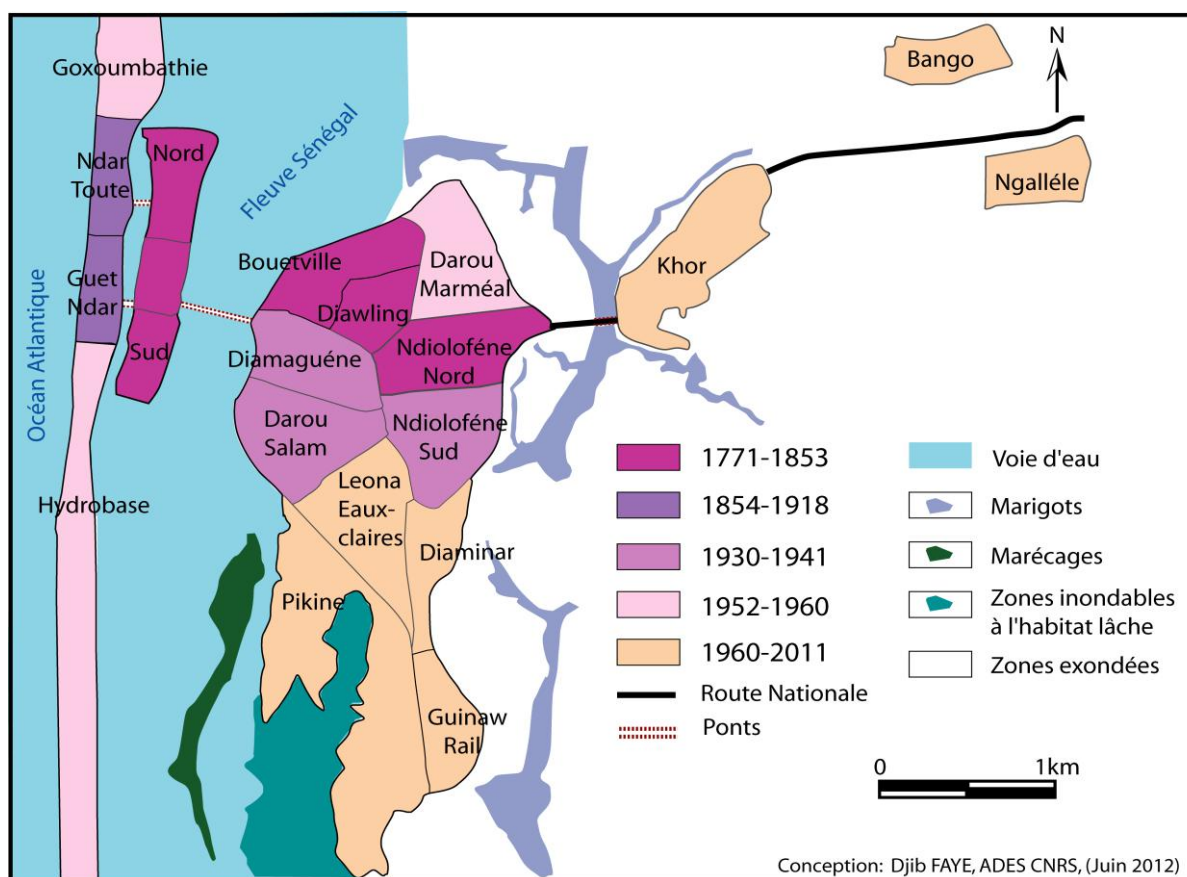 Goxoumbathie
Bango
N
Ndar
Toute
Nord
Fleuve Sénégal
Ngalléle
Bouetville
Darou
Marméal
Khor
Guet
Ndar
Océan Atlantique
Sud
Diawling
Diamaguéne
Ndioloféne
Nord
Darou
Salam
Ndioloféne
Sud
Hydrobase
Leona
Eaux-
claires
Diaminar
Pikine
Guinaw
Rail
1771-1853
1854-1918
1930-1941
1952-1960
1960-2011
Route Nationale
Ponts
Voie d'eau
Marigots
Marécages
Zones inondables
à l'habitat lâche
Zones exondées
0 1km
Conception: Djib FAYE, ADES CNRS, (Juin 2012)